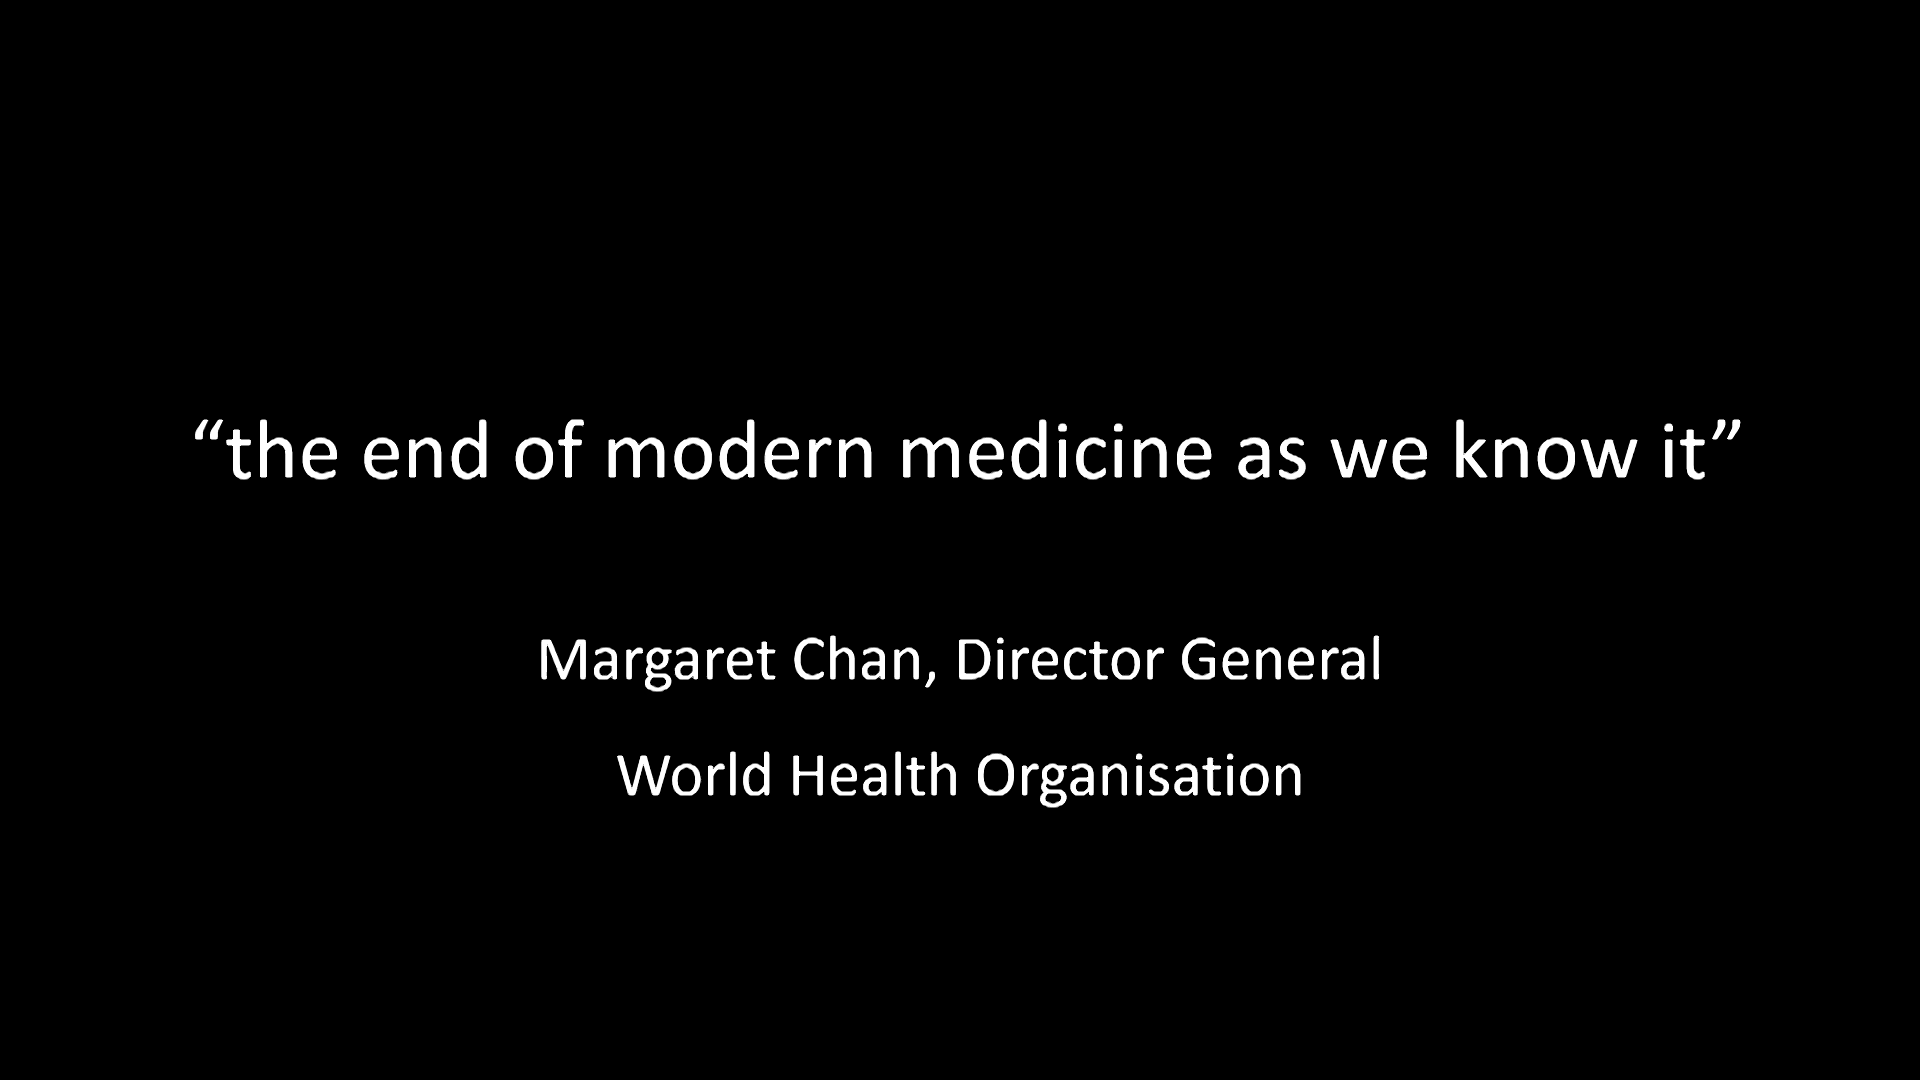 “the end of modern medicine as we know it”
Margaret Chan, Director General
World Health Organisation